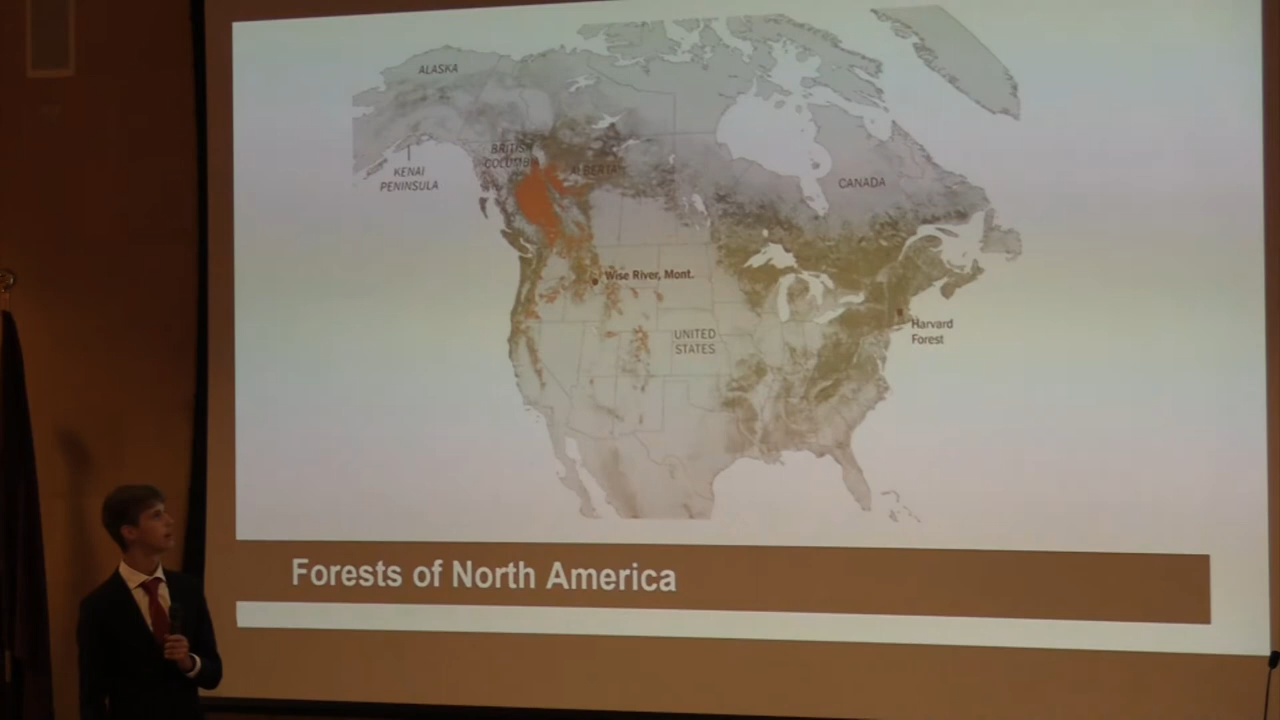 ALASKA
BRITISH
COLUMBIA
ALBERTA
KENAI
PENINSULA
CANADA
Wise River, Mont.
Harvard
Forest
UNITED
STATES
Forests of North America